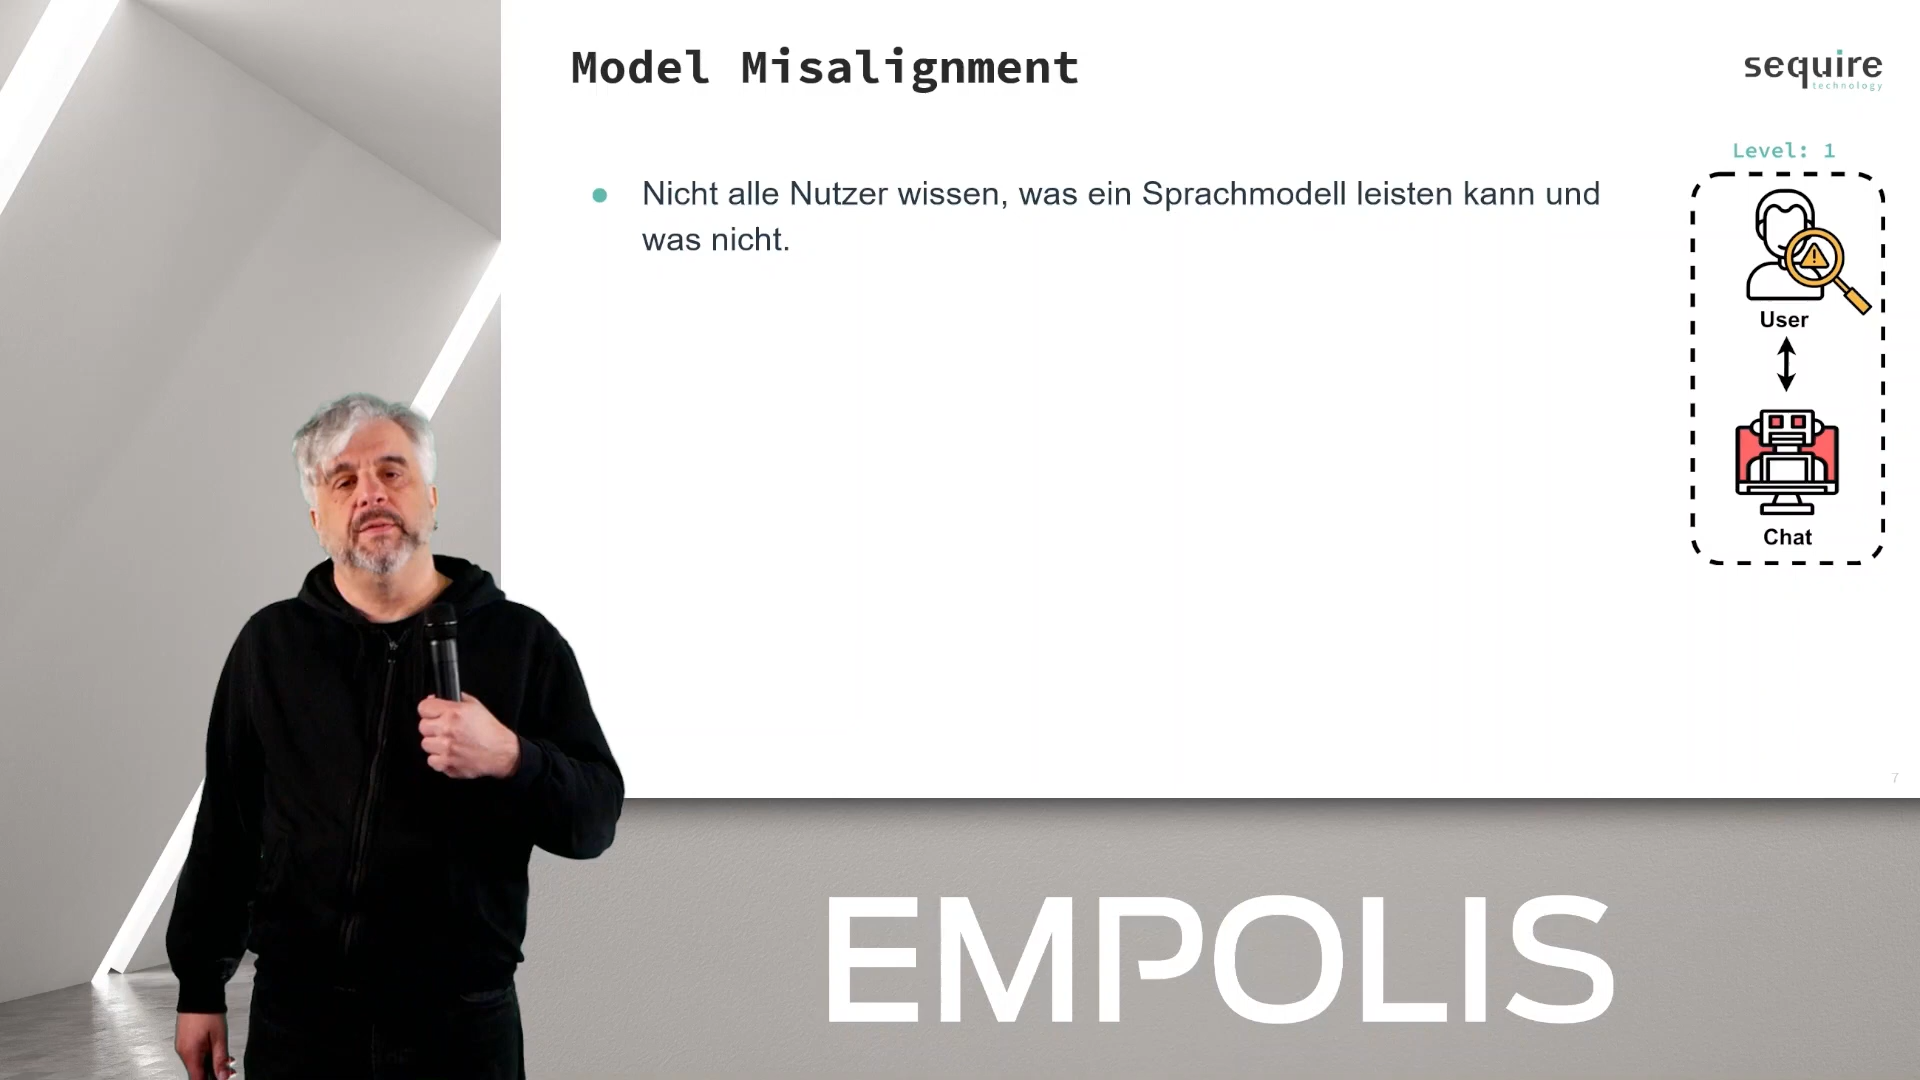 Model Misalignment
sequire
technology
Level: 1
● Nicht alle Nutzer wissen, was ein Sprachmodell leisten kann und
was nicht.
User
Chat
7
EMPOLIS